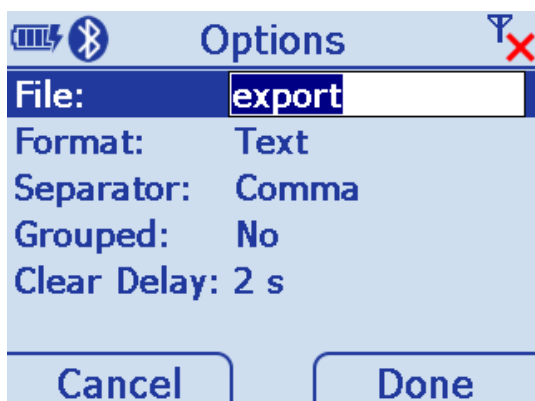 Options
File: export
Format: Text
Separator: Comma
Grouped: No
Clear Delay: 2 s
Cancel Done